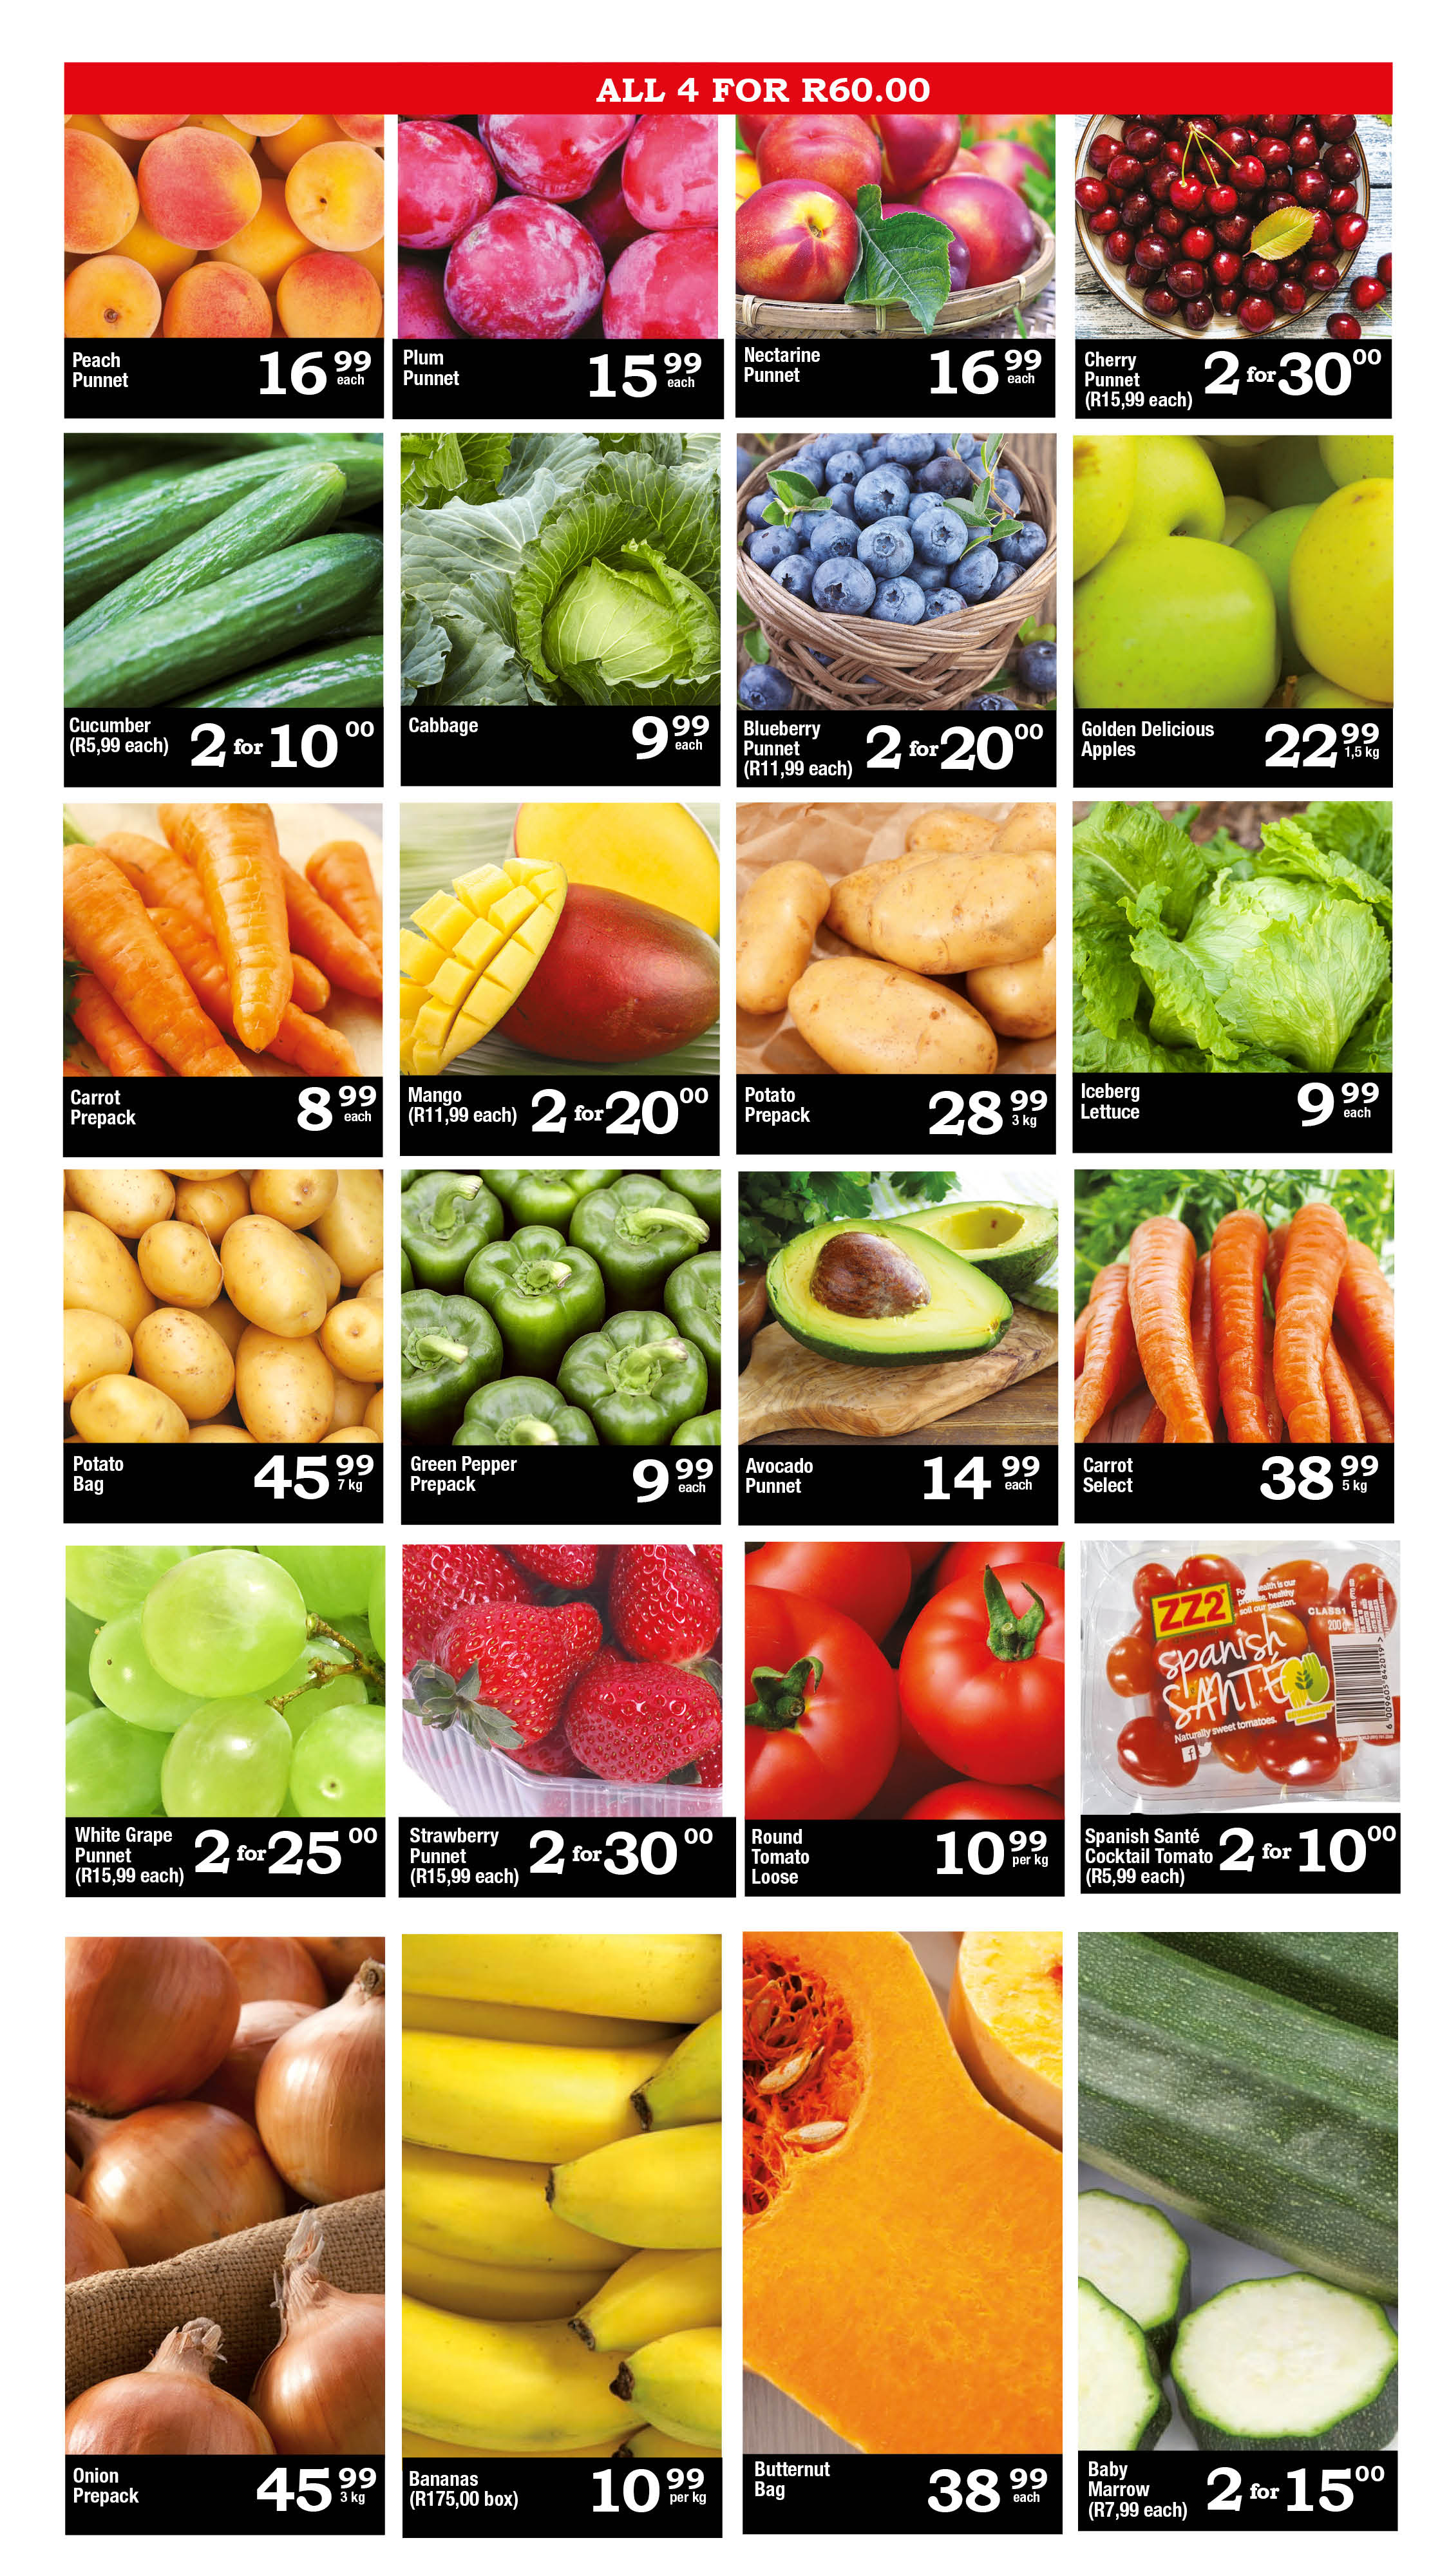 ALL 4 FOR R60.00
Peach
Punnet
16 99
each
Plum
Punnet
15 99
each
Nectarine
Punnet
16 99
each
Cherry
Punnet
(R15,99 each)
2 for 30 00
Cucumber
(R5,99 each)
2 for 10 00
Cabbage
9 99
each
Blueberry
Punnet
(R11,99 each)
2 for 20 00
Golden Delicious
Apples
22 99
1,5 kg
Carrot
Prepack
8 99
each
Mango
(R11,99 each)
2 for 20 00
Potato
Prepack
28 99
3 kg
Iceberg
Lettuce
9 99
each
Potato
Bag
45 99
7 kg
Green Pepper
Prepack
9 99
each
Avocado
Punnet
14 99
each
Carrot
Select
38 99
5 kg
ZZ2
soil our passion.
CLASS 1
200 g
spanish
SANTÉ
Naturally sweet tomatoes.
6 009605 842019 >
White Grape
Punnet
(R15,99 each)
2 for 25 00
Strawberry
Punnet
(R15,99 each)
2 for 30 00
Round
Tomato
Loose
10 99
per kg
Spanish Santé
Cocktail Tomato
(R5,99 each)
2 for 10 00
Onion
Prepack
45 99
3 kg
Bananas
(R175,00 box)
10 99
per kg
Butternut
Bag
38 99
each
Baby
Marrow
(R7,99 each)
2 for 15 00